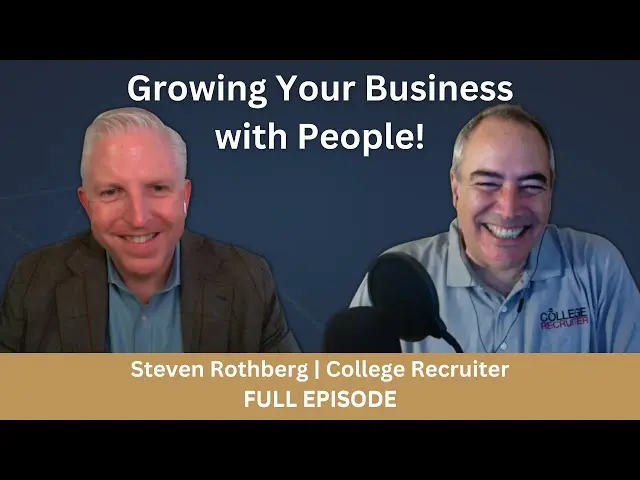 Growing Your Business
with People!
COLLEGE
RECRUITER
Steven Rothberg | College Recruiter
FULL EPISODE